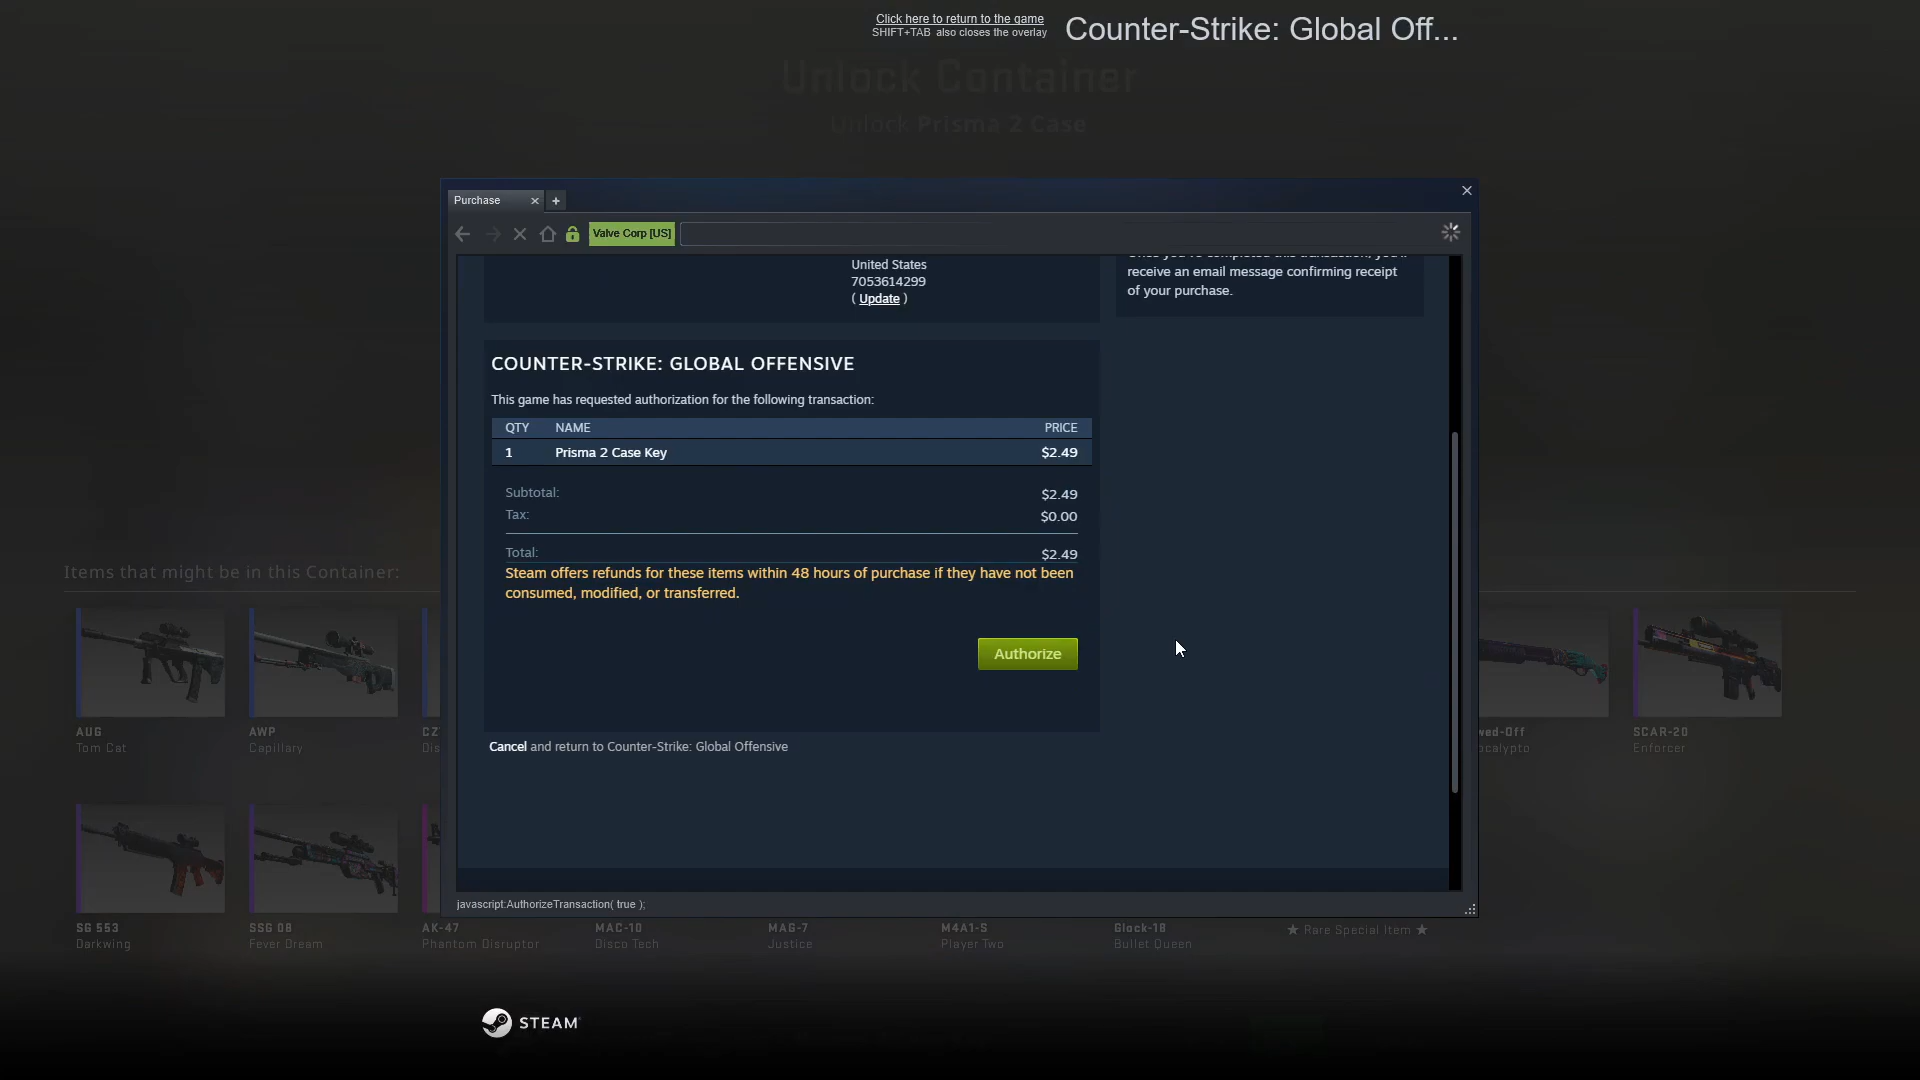 Click here to return to the game
SHIFT+TAB also closes the overlay
Counter-Strike: Global Off...
Unlock Container
Unlock Prisma 2 Case
Purchase
Valve Corp [US]
United States
7053614299
( Update )
receive an email message confirming receipt
of your purchase.
COUNTER-STRIKE: GLOBAL OFFENSIVE
This game has requested authorization for the following transaction:
QTY NAME PRICE
1 Prisma 2 Case Key $2.49
Subtotal: $2.49
Tax: $0.00
Total: $2.49
Steam offers refunds for these items within 48 hours of purchase if they have not been
consumed, modified, or transferred.
Authorize
Cancel and return to Counter-Strike: Global Offensive
javascript:AuthorizeTransaction( true );
Items that might be in this Container:
AUG
Tom Cat
AWP
Capillary
SCAR-20
Enforcer
SG 553
Darkwing
SSG 08
Fever Dream
AK-47
Phantom Disruptor
MAC-10
Disco Tech
MAG-7
Justice
M4A1-S
Player Two
Glock-18
Bullet Queen
★ Rare Special Item ★
STEAM